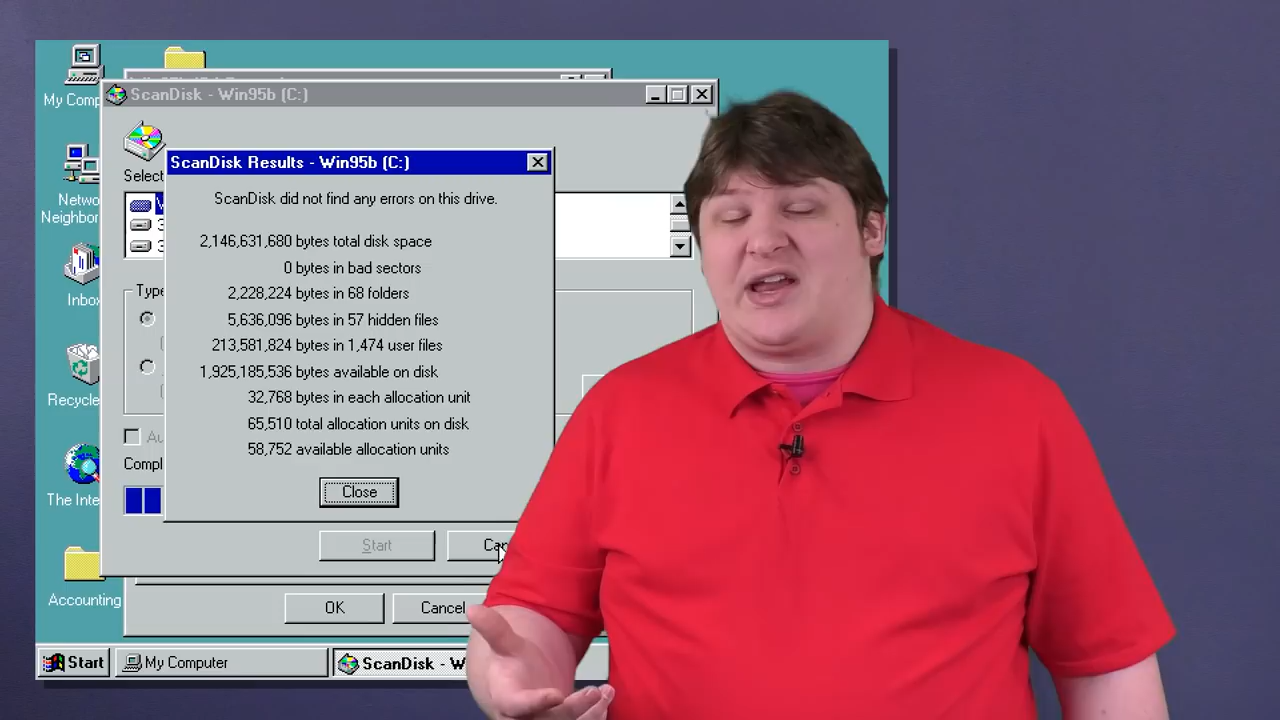 My Comp
ScanDisk - Win95b (C:)
Select
ScanDisk Results - Win95b (C:)
ScanDisk did not find any errors on this drive.
2,146,631,680 bytes total disk space
0 bytes in bad sectors
2,228,224 bytes in 68 folders
5,636,096 bytes in 57 hidden files
213,581,824 bytes in 1,474 user files
1,925,185,536 bytes available on disk
32,768 bytes in each allocation unit
65,510 total allocation units on disk
58,752 available allocation units
Close
Netwo
Neighbor
Inbo
Type
Recycle
Au
Compl
The Inte
Start
Can
Accounting
OK
Cancel
Start
My Computer
ScanDisk - W